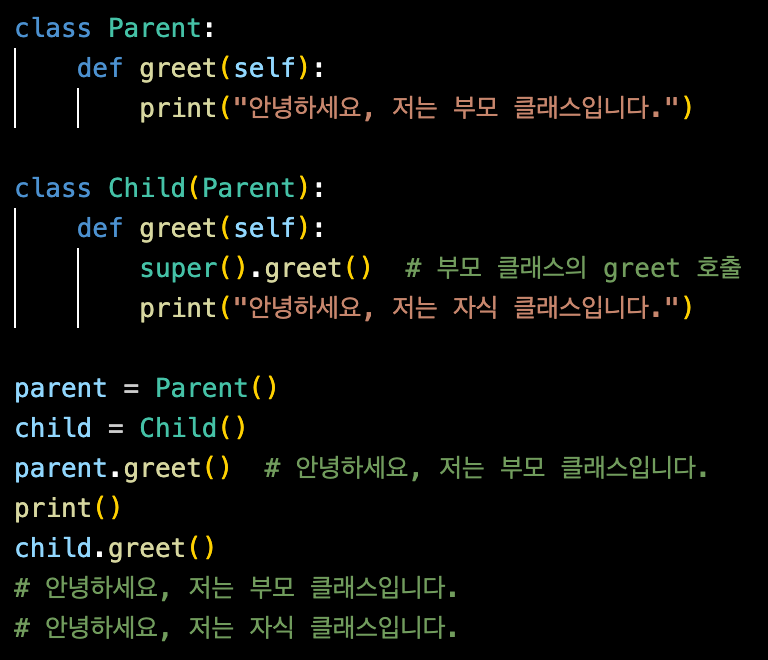 class Parent:
    def greet(self):
        print("안녕하세요, 저는 부모 클래스입니다.")

class Child(Parent):
    def greet(self):
        super().greet()  # 부모 클래스의 greet 호출
        print("안녕하세요, 저는 자식 클래스입니다.")

parent = Parent()
child = Child()
parent.greet()  # 안녕하세요, 저는 부모 클래스입니다.
print()
child.greet()
# 안녕하세요, 저는 부모 클래스입니다.
# 안녕하세요, 저는 자식 클래스입니다.